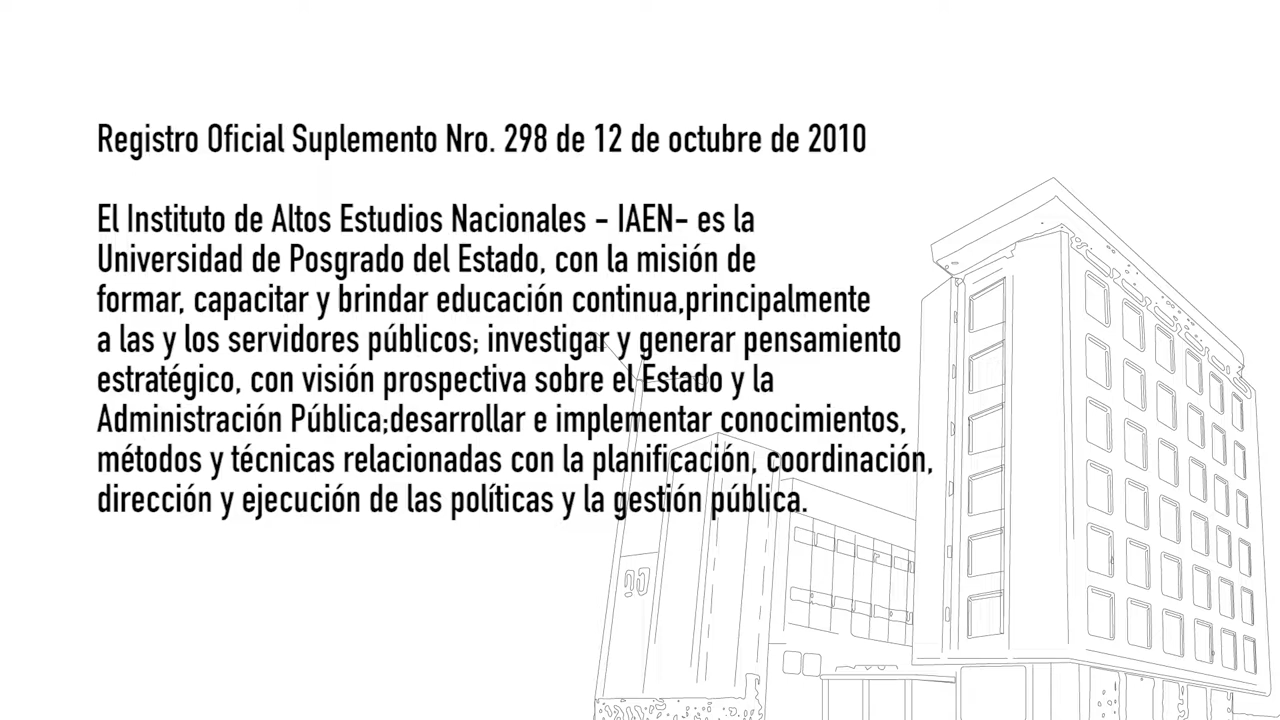 Registro Oficial Suplemento Nro. 298 de 12 de octubre de 2010
El Instituto de Altos Estudios Nacionales - IAEN- es la
Universidad de Posgrado del Estado, con la misión de
formar, capacitar y brindar educación continua,principalmente
a las y los servidores públicos; investigar y generar pensamiento
estratégico, con visión prospectiva sobre el Estado y la
Administración Pública;desarrollar e implementar conocimientos,
métodos y técnicas relacionadas con la planificación, coordinación,
dirección y ejecución de las políticas y la gestión pública.